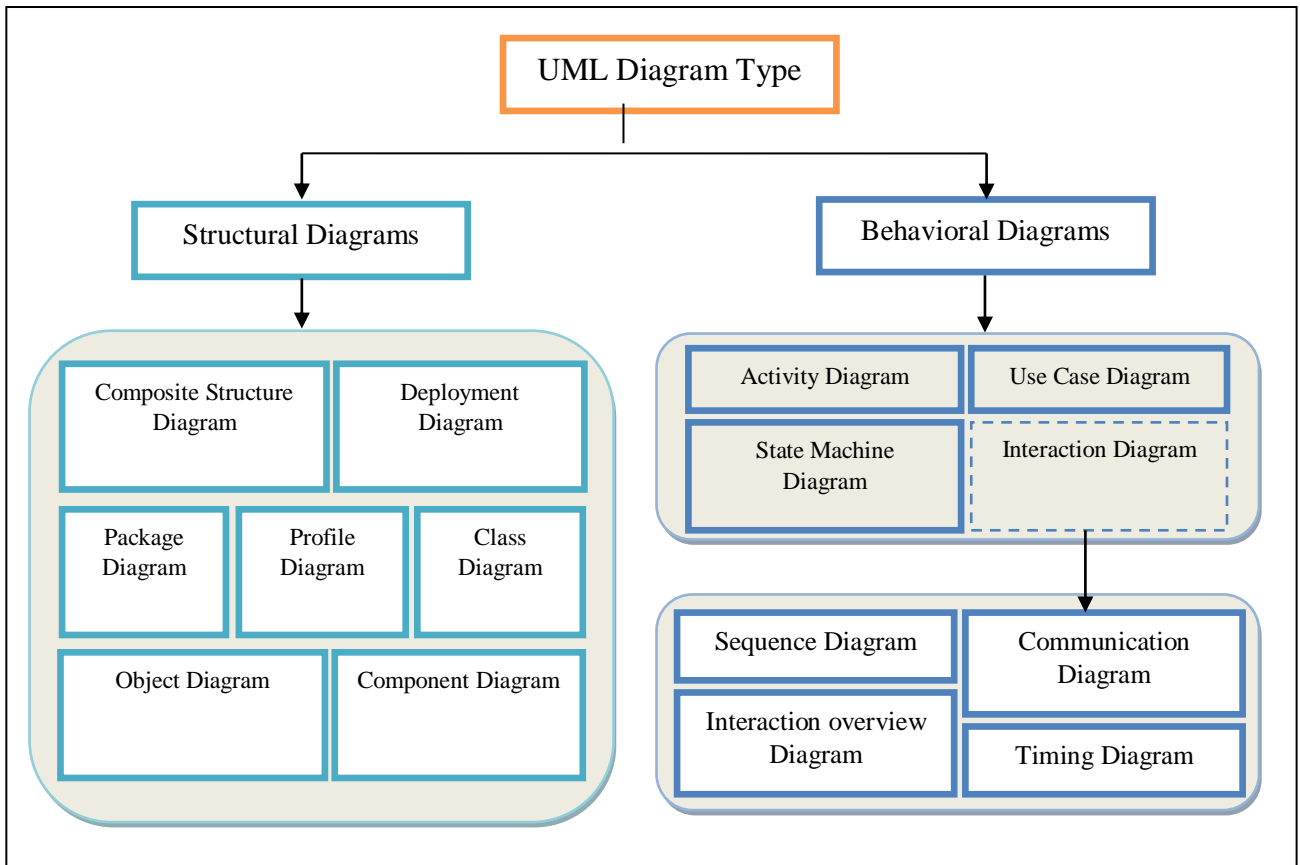 UML Diagram Type
Structural Diagrams
Behavioral Diagrams
Composite Structure
Diagram
Deployment
Diagram
Package
Diagram
Profile
Diagram
Class
Diagram
Object Diagram
Component Diagram
Activity Diagram
Use Case Diagram
State Machine
Diagram
Interaction Diagram
Sequence Diagram
Communication
Diagram
Interaction overview
Diagram
Timing Diagram